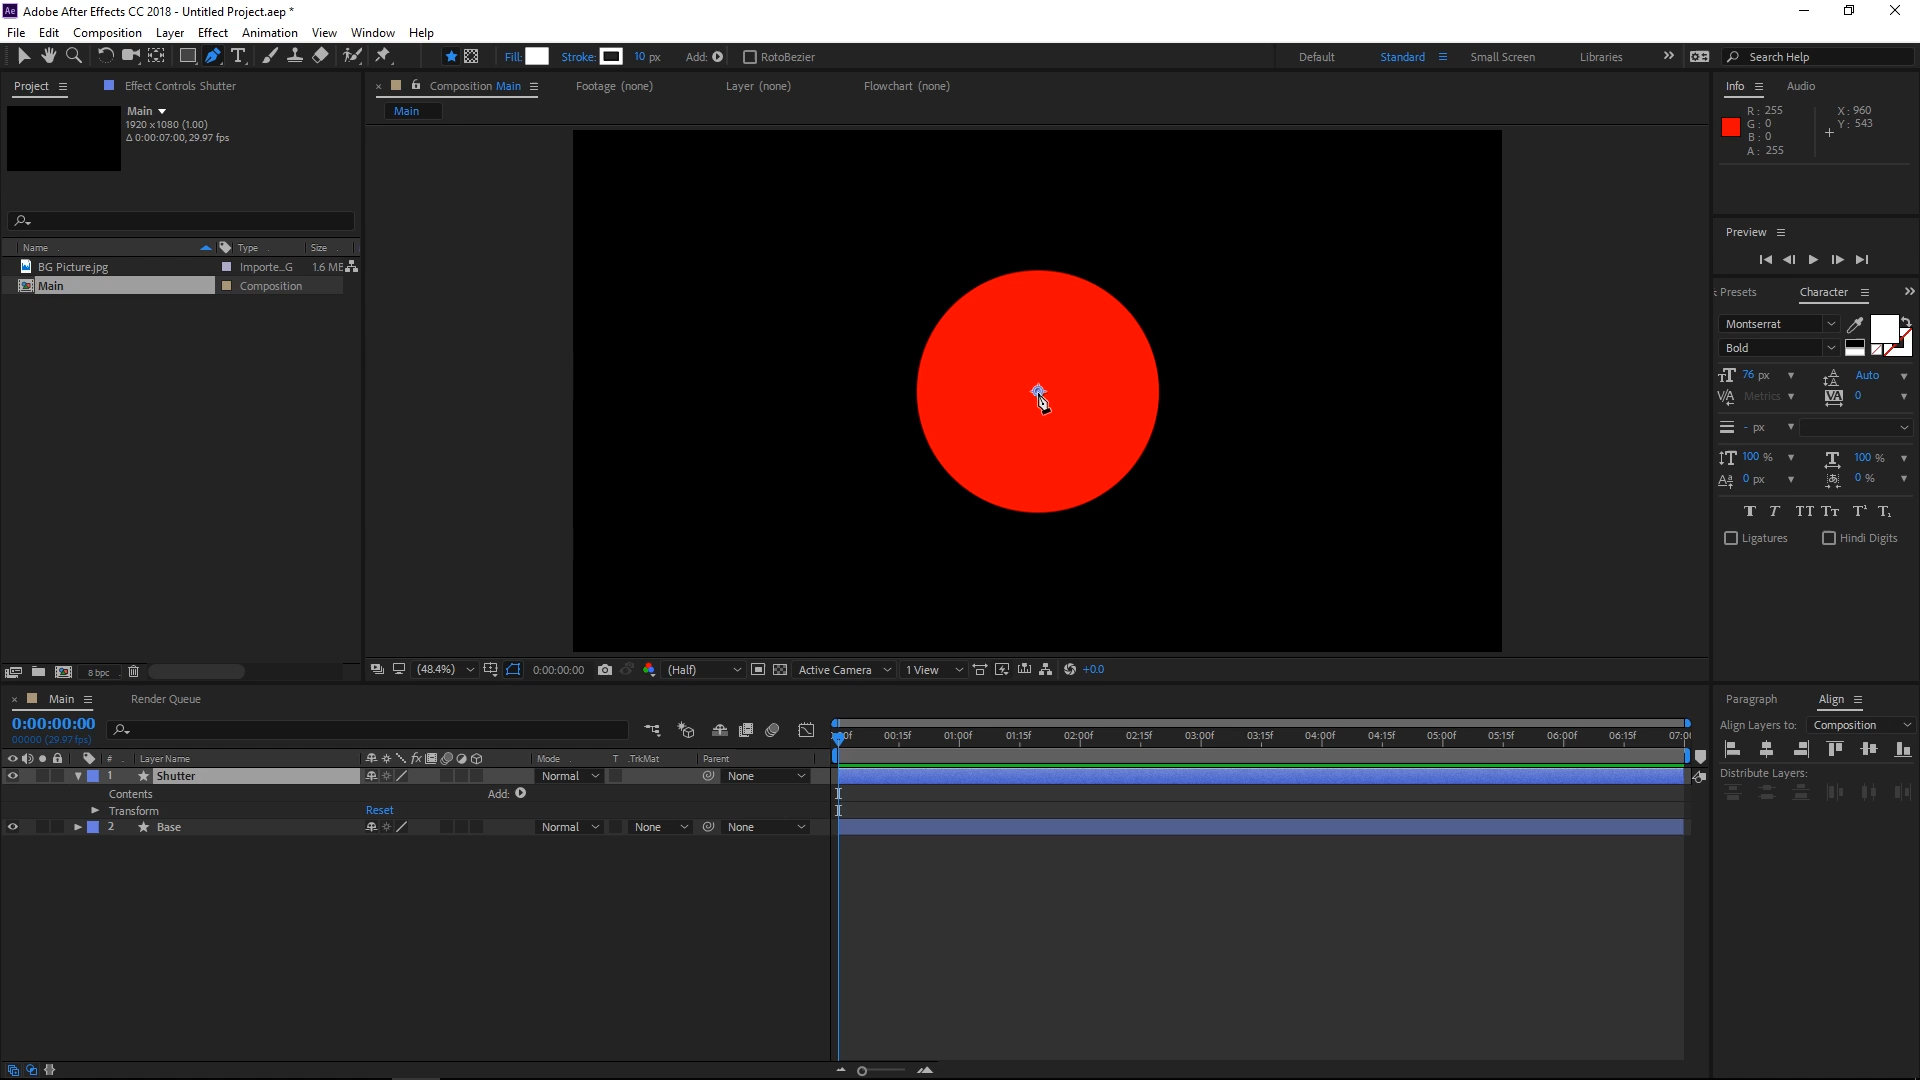 Ae Adobe After Effects CC 2018 - Untitled Project.aep *
File Edit Composition Layer Effect Animation View Window Help
Fill: Stroke: 10 px Add: RotoBezier Default Standard Small Screen Libraries Search Help
Project Effect Controls Shutter
Composition Main Footage (none) Layer (none) Flowchart (none)
Info Audio
Main
1920 x 1080 (1.00)
Δ 0:00:07:00, 29.97 fps
Main
R: 255
G: 0
B: 0
A: 255
X: 960
Y: 543
Name Type Size
BG Picture.jpg Importe_G 1.6 ME
Main Composition
Preview
Presets Character
Montserrat
Bold
76 px Auto
Metrics 0
- px
100 % 100 %
0 px 0 %
Ligatures Hindi Digits
8 bpc
(48.4%) 0:00:00:00 (Half) Active Camera 1 View +0.0
Main Render Queue
0:00:00:00
00000 (29.97 fps)
00:15f 01:00f 01:15f 02:00f 02:15f 03:00f 03:15f 04:00f 04:15f 05:00f 05:15f 06:00f 06:15f 07:0
# Layer Name Mode T .TrkMat Parent
1 Shutter Normal None
Contents Add:
Transform Reset
2 Base Normal None None
Paragraph Align
Align Layers to: Composition
Distribute Layers: